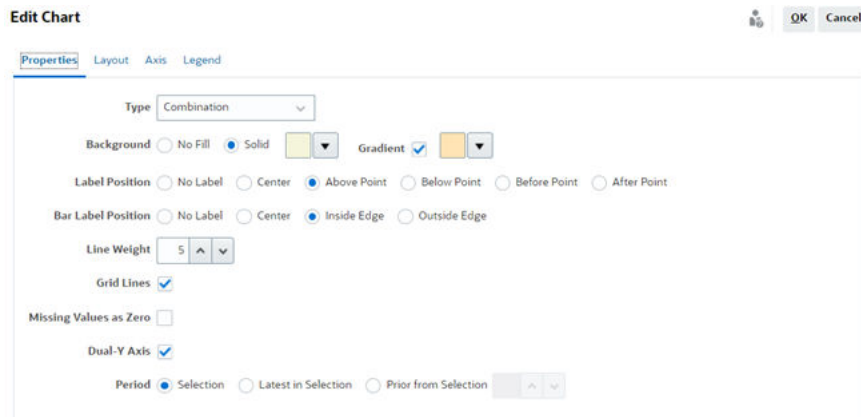 Edit Chart OK Cancel
Properties Layout Axis Legend
Type Combination
Background No Fill Solid Gradient
Label Position No Label Center Above Point Below Point Before Point After Point
Bar Label Position No Label Center Inside Edge Outside Edge
Line Weight 5
Grid Lines
Missing Values as Zero
Dual-Y Axis
Period Selection Latest in Selection Prior from Selection